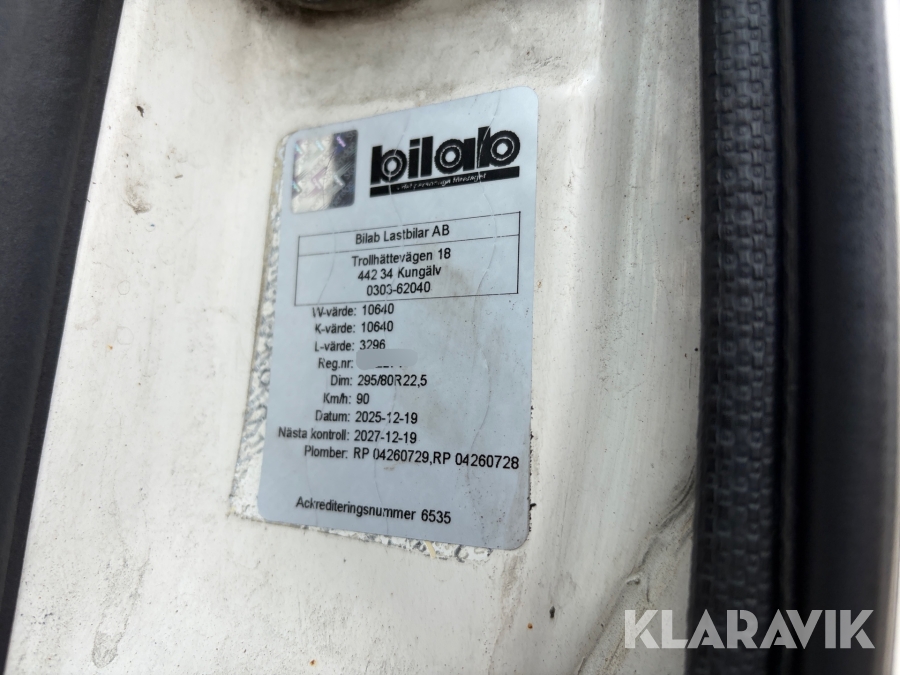 bilab
Bilab Lastbilar AB
Trollhättevägen 18
442 34 Kungälv
0303-62040
W-värde: 10640
K-värde: 10640
L-värde: 3296
Reg.nr:
Dim: 295/80R22,5
Km/h: 90
Datum: 2025-12-19
Nästa kontroll: 2027-12-19
Plomber: RP 04260729,RP 04260728
Ackrediteringsnummer 6535
KLARAVIK